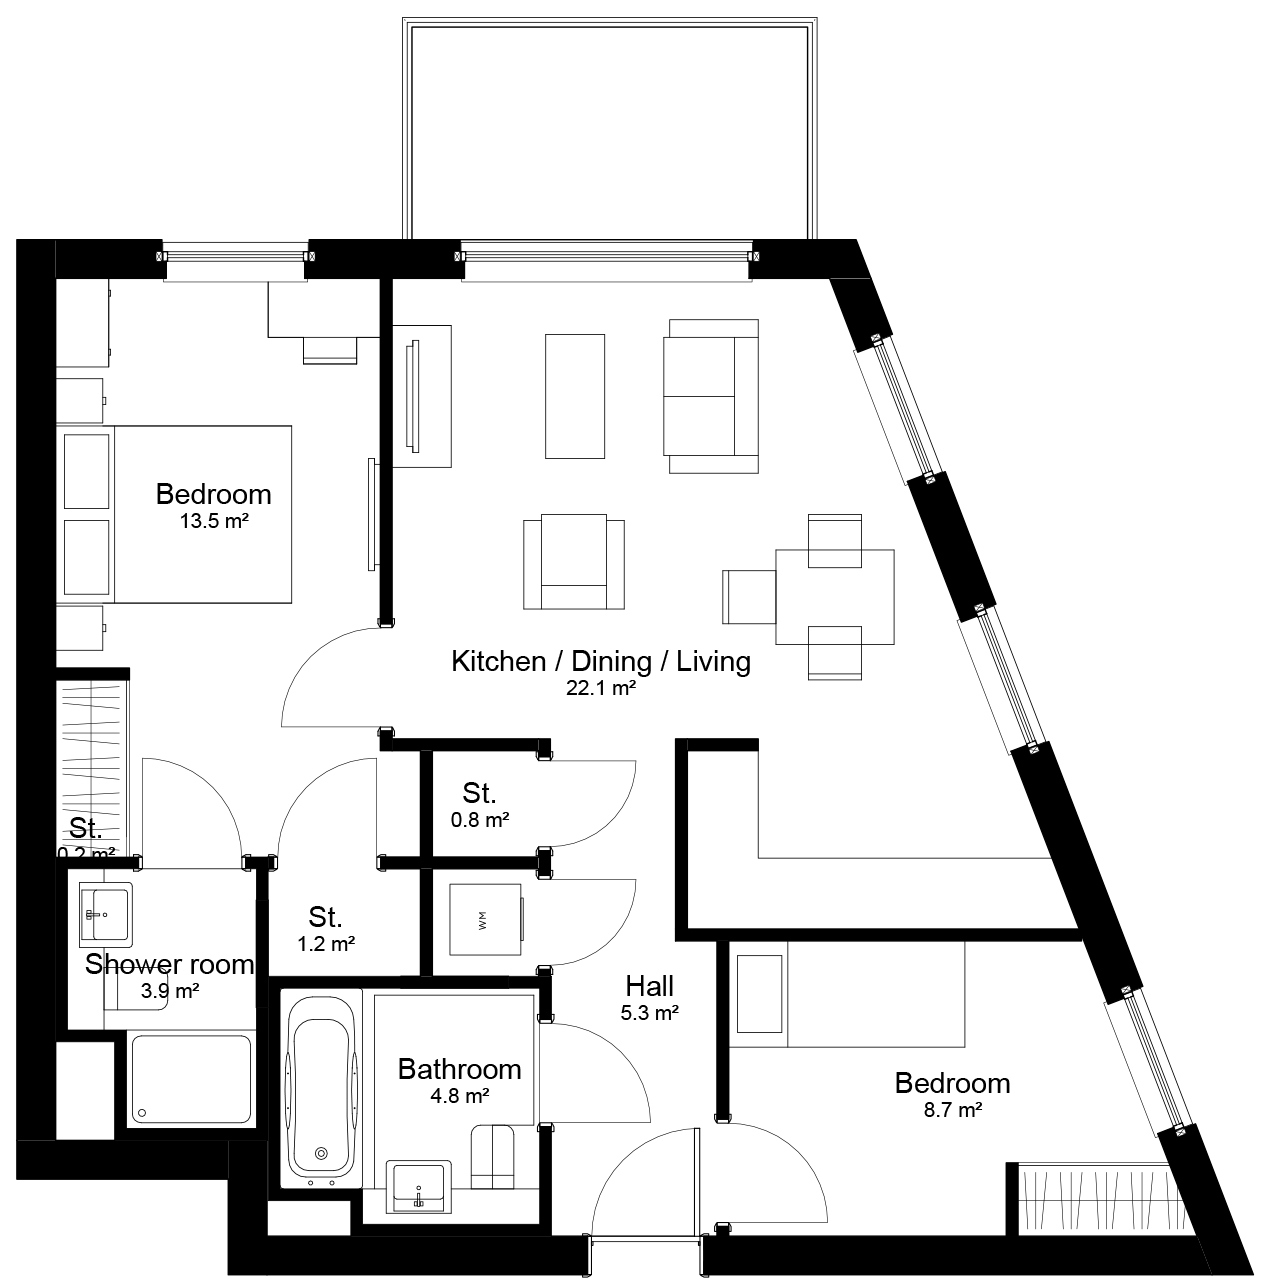 Bedroom
13.5 m²
Kitchen / Dining / Living
22.1 m²
St.
0.8 m²
St.
0.2 m²
St.
1.2 m²
WM
Shower room
3.9 m²
Hall
5.3 m²
Bathroom
4.8 m²
Bedroom
8.7 m²